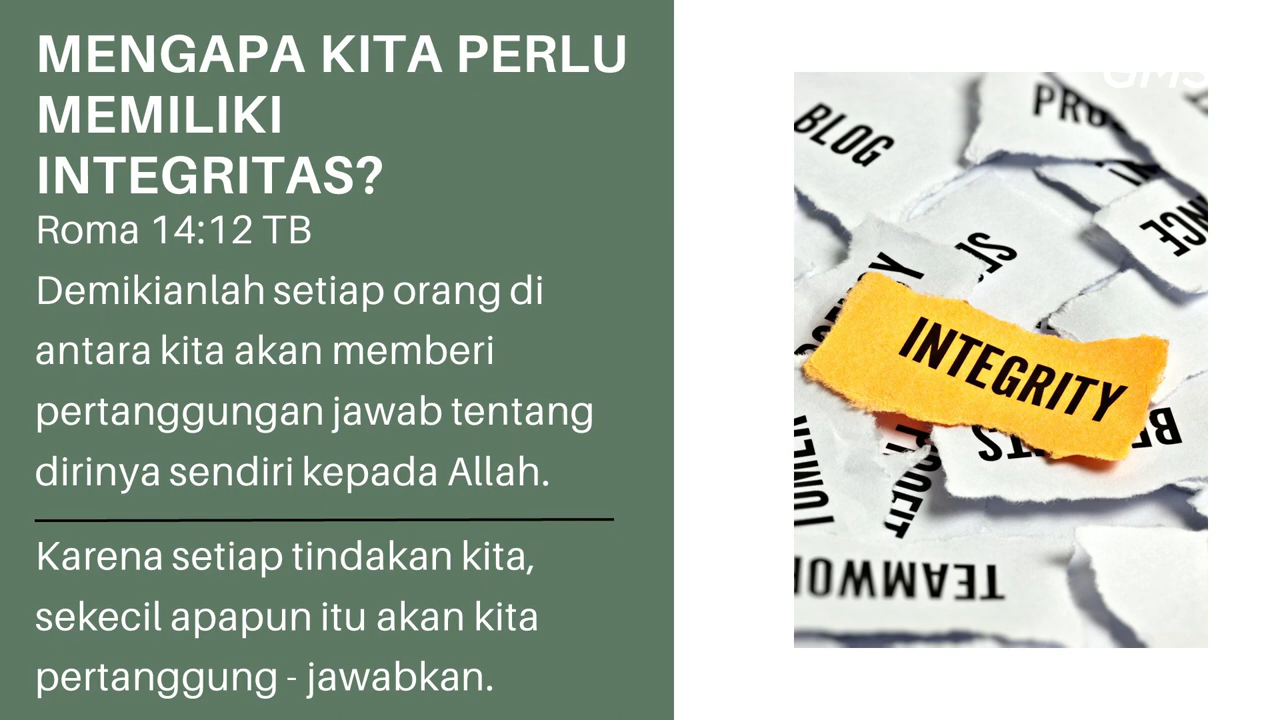 MENGAPA KITA PERLU
MEMILIKI
INTEGRITAS?
Roma 14:12 TB
Demikianlah setiap orang di
antara kita akan memberi
pertanggungan jawab tentang
dirinya sendiri kepada Allah.
Karena setiap tindakan kita,
sekecil apapun itu akan kita
pertanggung - jawabkan.
GMS
BLOG
INTEGRITY